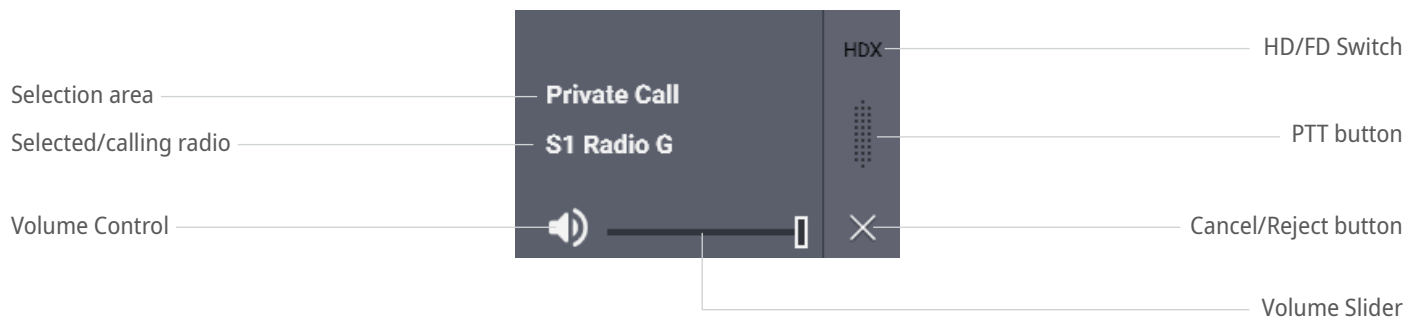 HDX
HD/FD Switch
Selection area
Private Call
Selected/calling radio
S1 Radio G
PTT button
Volume Control
Cancel/Reject button
Volume Slider